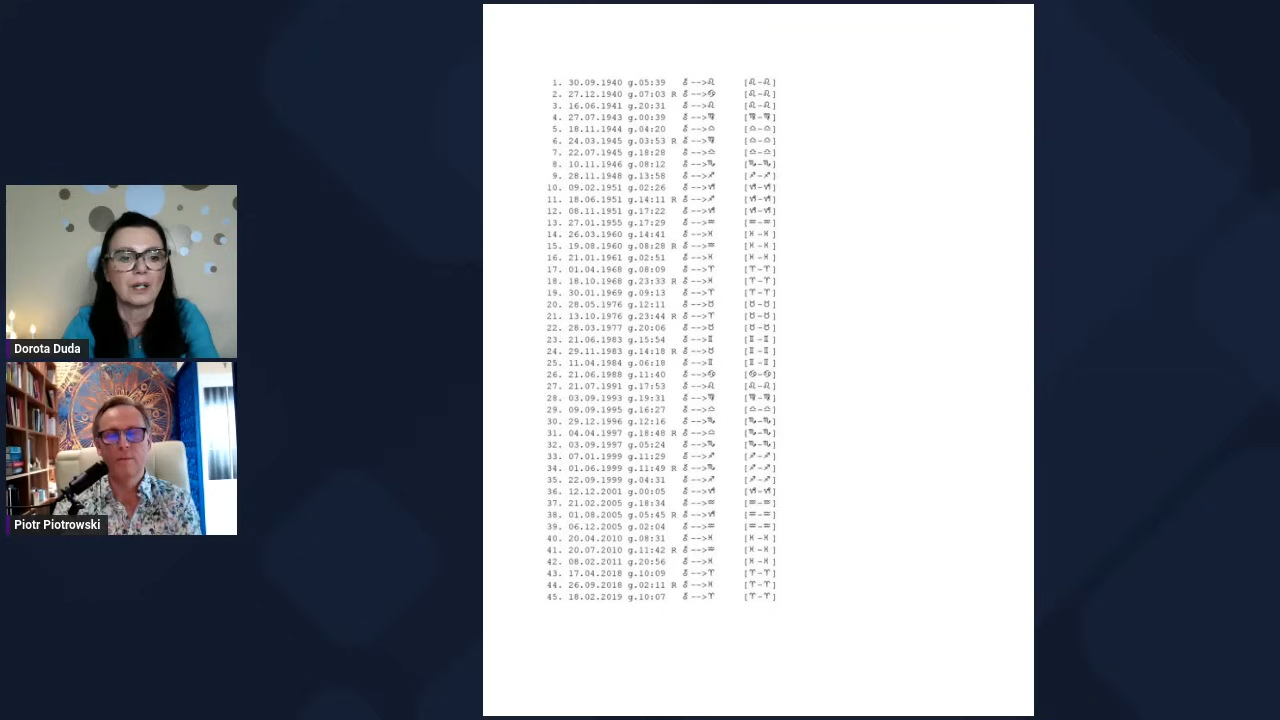 1. 30.09.1940 g.05:39 ⚷-->♌ [♌-♌]
2. 27.12.1940 g.07:03 R ⚷-->♋ [♌-♌]
3. 16.06.1941 g.20:31 ⚷-->♌ [♌-♌]
4. 27.07.1943 g.00:39 ⚷-->♍ [♍-♍]
5. 18.11.1944 g.04:20 ⚷-->♎ [♎-♎]
6. 24.03.1945 g.03:53 R ⚷-->♍ [♎-♎]
7. 22.07.1945 g.18:28 ⚷-->♎ [♎-♎]
8. 10.11.1946 g.08:12 ⚷-->♏ [♏-♏]
9. 28.11.1948 g.13:58 ⚷-->♐ [♐-♐]
10. 09.02.1951 g.02:26 ⚷-->♑ [♑-♑]
11. 18.06.1951 g.14:11 R ⚷-->♐ [♑-♑]
12. 08.11.1951 g.17:22 ⚷-->♑ [♑-♑]
13. 27.01.1955 g.17:29 ⚷-->♒ [♒-♒]
14. 26.03.1960 g.14:41 ⚷-->♓ [♓-♓]
15. 19.08.1960 g.08:28 R ⚷-->♒ [♓-♓]
16. 21.01.1961 g.02:51 ⚷-->♓ [♓-♓]
17. 01.04.1968 g.08:09 ⚷-->♈ [♈-♈]
18. 18.10.1968 g.23:33 R ⚷-->♓ [♈-♈]
19. 30.01.1969 g.09:13 ⚷-->♈ [♈-♈]
20. 28.05.1976 g.12:11 ⚷-->♉ [♉-♉]
21. 13.10.1976 g.23:44 R ⚷-->♈ [♉-♉]
22. 28.03.1977 g.20:06 ⚷-->♉ [♉-♉]
23. 21.06.1983 g.15:54 ⚷-->♊ [♊-♊]
24. 29.11.1983 g.14:18 R ⚷-->♉ [♊-♊]
25. 11.04.1984 g.06:18 ⚷-->♊ [♊-♊]
26. 21.06.1988 g.11:40 ⚷-->♋ [♋-♋]
27. 21.07.1991 g.17:53 ⚷-->♌ [♌-♌]
28. 03.09.1993 g.19:31 ⚷-->♍ [♍-♍]
29. 09.09.1995 g.16:27 ⚷-->♎ [♎-♎]
30. 29.12.1996 g.12:16 ⚷-->♏ [♏-♏]
31. 04.04.1997 g.18:48 R ⚷-->♎ [♏-♏]
32. 03.09.1997 g.05:24 ⚷-->♏ [♏-♏]
33. 07.01.1999 g.11:29 ⚷-->♐ [♐-♐]
34. 01.06.1999 g.11:49 R ⚷-->♏ [♐-♐]
35. 22.09.1999 g.04:31 ⚷-->♐ [♐-♐]
36. 12.12.2001 g.00:05 ⚷-->♑ [♑-♑]
37. 21.02.2005 g.18:34 ⚷-->♒ [♒-♒]
38. 01.08.2005 g.05:45 R ⚷-->♑ [♒-♒]
39. 06.12.2005 g.02:04 ⚷-->♒ [♒-♒]
40. 20.04.2010 g.08:31 ⚷-->♓ [♓-♓]
41. 20.07.2010 g.11:42 R ⚷-->♒ [♓-♓]
42. 08.02.2011 g.20:56 ⚷-->♓ [♓-♓]
43. 17.04.2018 g.10:09 ⚷-->♈ [♈-♈]
44. 26.09.2018 g.02:11 R ⚷-->♓ [♈-♈]
45. 18.02.2019 g.10:07 ⚷-->♈ [♈-♈]
Dorota Duda
Piotr Piotrowski